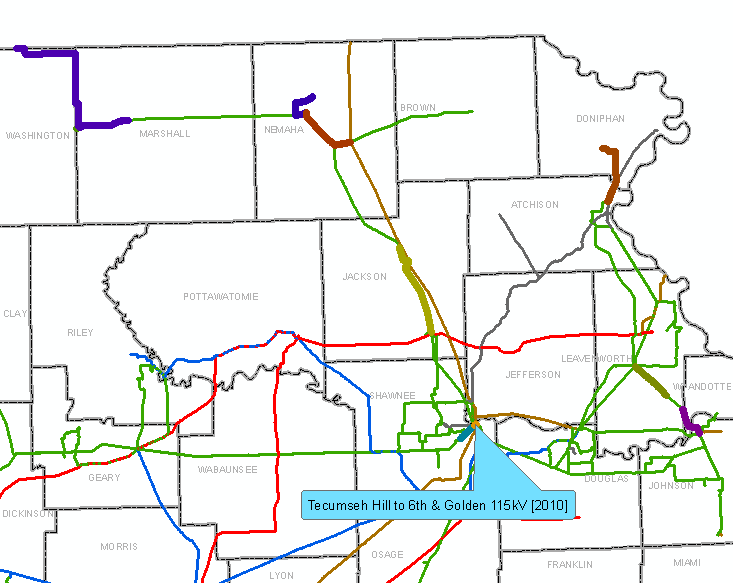 BROWN
DONIPHAN
WASHINGTON
MARSHALL
NEMAHA
ATCHISON
JACKSON
POTTAWATOMIE
CLAY
RILEY
LEAVENWORTH
JEFFERSON
WYANDOTTE
SHAWNEE
WABAUNSEE
GEARY
DOUGLAS
JOHNSON
Tecumseh Hill to 6th & Golden 115kV [2010]
DICKINSON
MORRIS
OSAGE
FRANKLIN
MIAMI
LYON